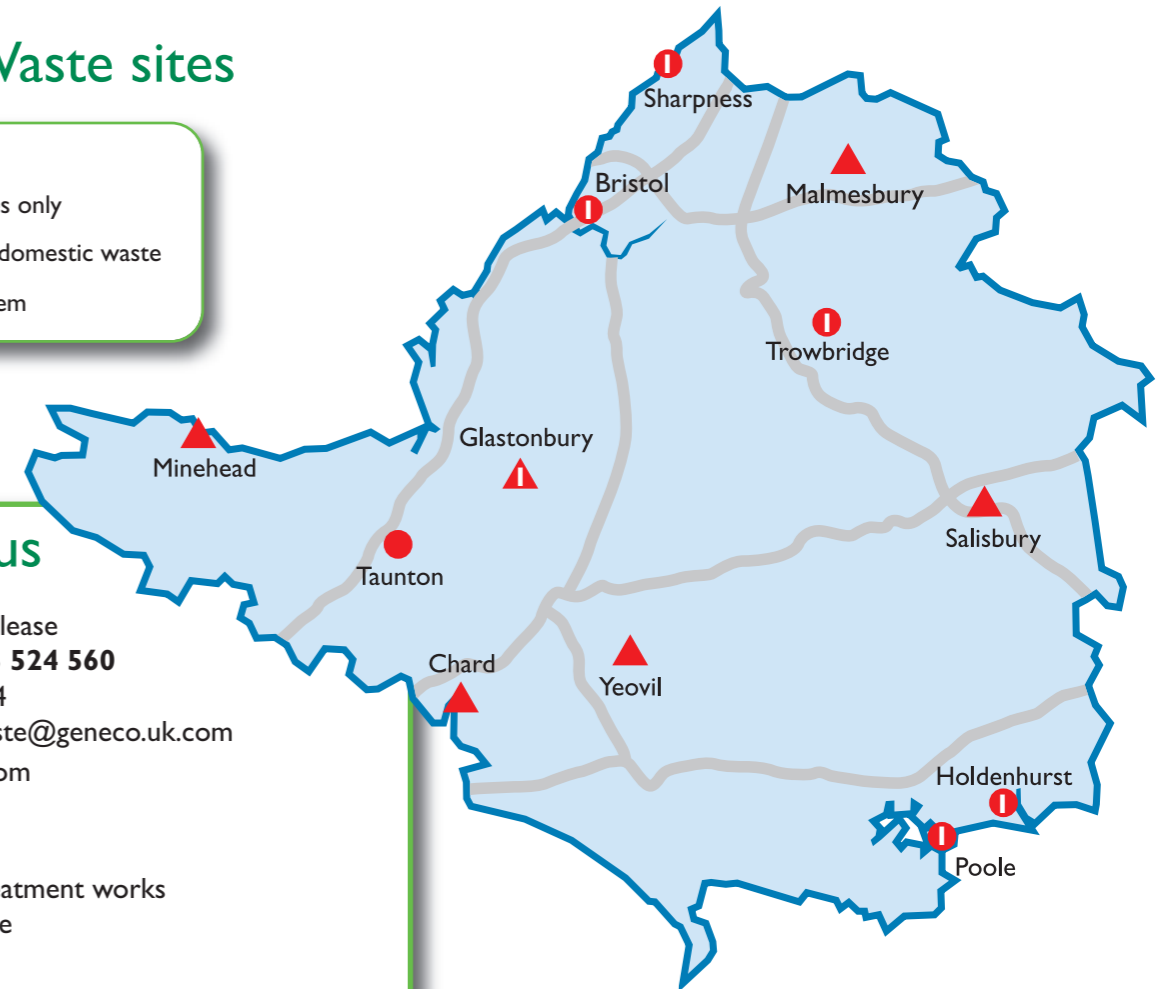 Waste sites
s only
domestic waste
em
us
lease
524 560
4
ste@geneco.uk.com
om
eatment works
e
Sharpness
Bristol
Malmesbury
Trowbridge
Minehead
Glastonbury
Salisbury
Taunton
Chard
Yeovil
Holdenhurst
Poole